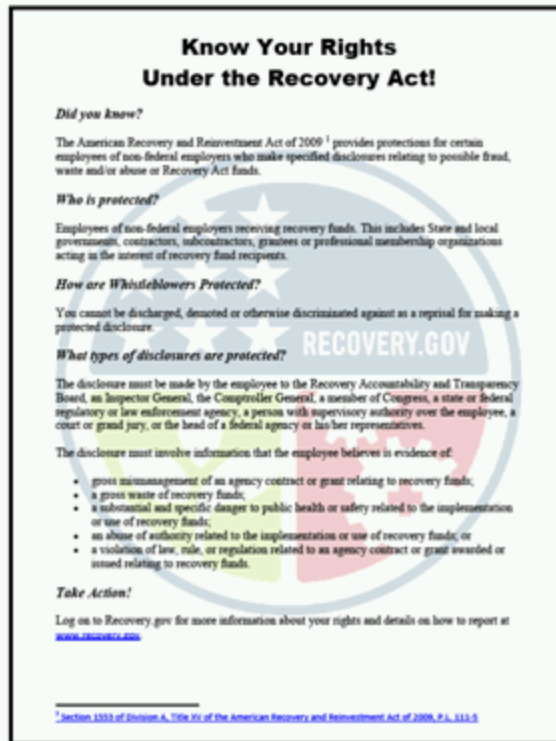 Know Your Rights
Under the Recovery Act!
Did you know?
The American Recovery and Reinvestment Act of 2009 ¹ provides protections for certain
employees of non-federal employers who make specified disclosures relating to possible fraud,
waste and/or abuse or Recovery Act funds.
Who is protected?
Employees of non-federal employers receiving recovery funds. This includes State and local
governments, contractors, subcontractors, grantees or professional membership organizations
acting in the interest of recovery fund recipients.
How are Whistleblowers Protected?
You cannot be discharged, demoted or otherwise discriminated against as a reprisal for making a
protected disclosure.
RECOVERY.GOV
What types of disclosures are protected?
The disclosure must be made by the employee to the Recovery Accountability and Transparency
Board, an Inspector General, the Comptroller General, a member of Congress, a state or federal
regulatory or law enforcement agency, a person with supervisory authority over the employee, a
court or grand jury, or the head of a federal agency or his/her representatives.
The disclosure must involve information that the employee believes is evidence of:
• gross mismanagement of an agency contract or grant relating to recovery funds;
• a gross waste of recovery funds;
• a substantial and specific danger to public health or safety related to the implementation
or use of recovery funds;
• an abuse of authority related to the implementation or use of recovery funds; or
• a violation of law, rule, or regulation related to an agency contract or grant awarded or
issued relating to recovery funds.
Take Action!
Log on to Recovery.gov for more information about your rights and details on how to report at
www.recovery.gov.
¹ Section 1553 of Division A, Title XV of the American Recovery and Reinvestment Act of 2009, P.L. 111-5